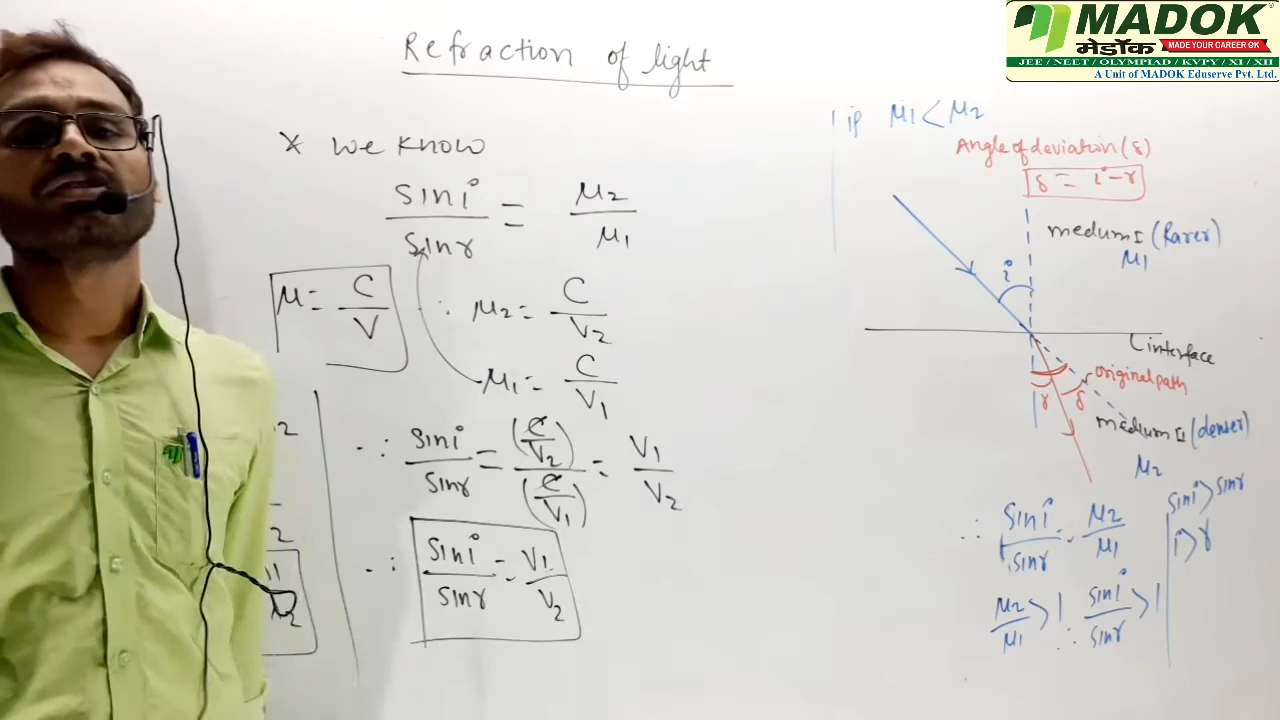 MADOK
मेडॉक MADE YOUR CAREER OK
JEE / NEET / OLYMPIAD / KVPY / XI / XII
A Unit of MADOK Eduserve Pvt. Ltd.
Refraction of light
* We know
sin i / sin r = μ2 / μ1
μ = C / V
∵ μ2 = C / V2
μ1 = C / V1
∴ sin i / sin r = (C / V2) / (C / V1) = V1 / V2
∴ sin i / sin r = V1 / V2
if μ1 < μ2
Angle of deviation (δ)
δ = i - r
medum I (Rarer)
μ1
i
interface
original path
r
δ
medium II (denser)
μ2
∴ sin i / sin r = μ2 / μ1
μ2 / μ1 > 1 ∴ sin i / sin r > 1
sin i > sin r
i > r